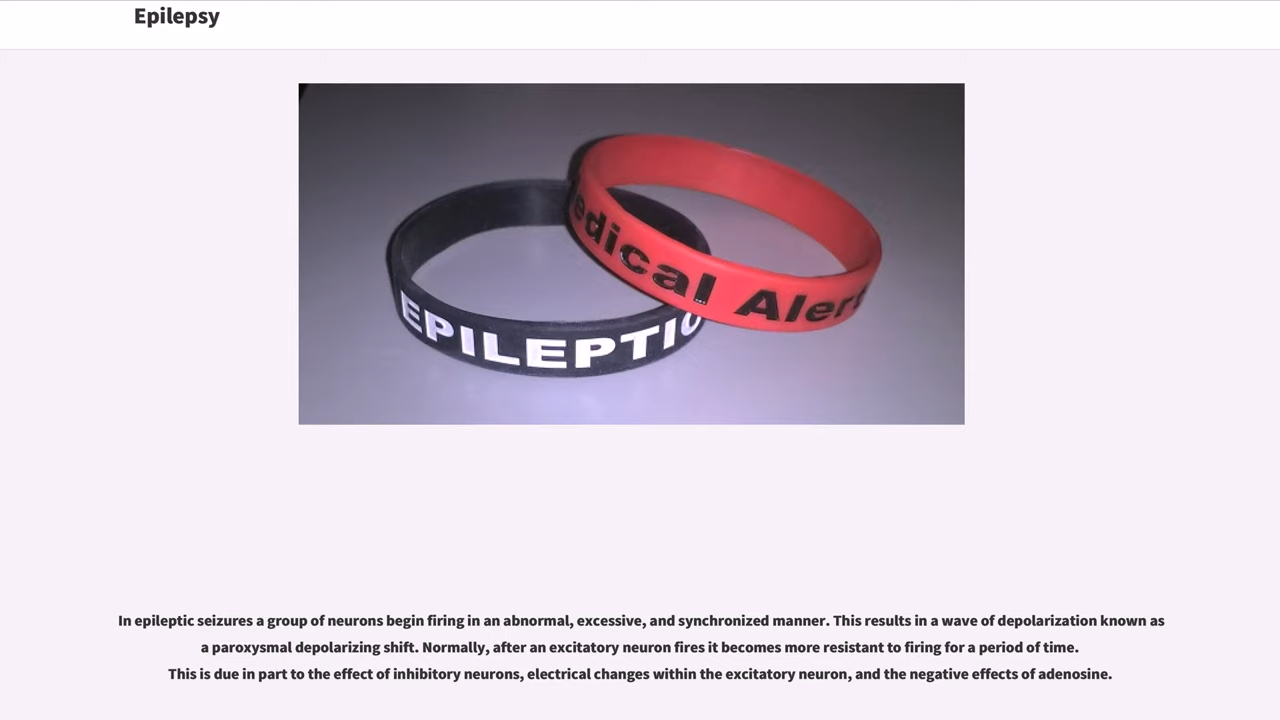 Epilepsy
edical Alert
EPILEPTIC
In epileptic seizures a group of neurons begin firing in an abnormal, excessive, and synchronized manner. This results in a wave of depolarization known as
a paroxysmal depolarizing shift. Normally, after an excitatory neuron fires it becomes more resistant to firing for a period of time.
This is due in part to the effect of inhibitory neurons, electrical changes within the excitatory neuron, and the negative effects of adenosine.